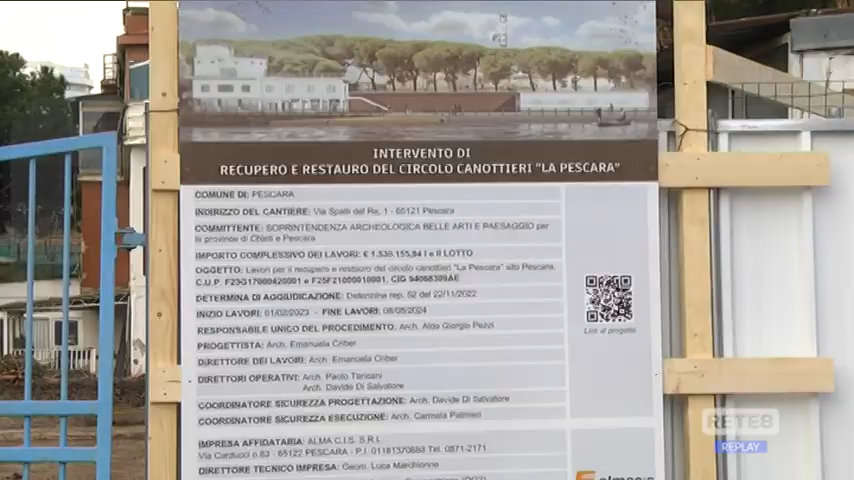 INTERVENTO DI
RECUPERO E RESTAURO DEL CIRCOLO CANOTTIERI "LA PESCARA"
COMUNE DI: PESCARA
INDIRIZZO DEL CANTIERE: Via Spalti del Re, 1 - 65121 Pescara
COMMITTENTE: SOPRINTENDENZA ARCHEOLOGICA BELLE ARTI E PAESAGGIO per
le province di Chieti e Pescara
IMPORTO COMPLESSIVO DEI LAVORI: € 1.530.155,94 I e II LOTTO
OGGETTO: Lavori per il recupero e restauro del circolo canottieri "La Pescara" sito Pescara.
C.U.P. F23G17000420001 e F25F21000010001, CIG 94068309AE
DETERMINA DI AGGIUDICAZIONE: Determina rep. 52 del 22/11/2022
INIZIO LAVORI: 01/02/2023 - FINE LAVORI: 08/08/2024
RESPONSABILE UNICO DEL PROCEDIMENTO: Arch. Aldo Giorgio Pezzi
PROGETTISTA: Arch. Emanuela Criber
DIRETTORE DEI LAVORI: Arch. Emanuela Criber
DIRETTORI OPERATIVI: Arch. Paolo
Arch. Davide Di Salvatore
COORDINATORE SICUREZZA PROGETTAZIONE: Arch. Davide Di Salvatore
COORDINATORE SICUREZZA ESECUZIONE: Arch. Carmela Palmieri
IMPRESA AFFIDATARIA: ALMA C.I.S. S.R.L
Via Carducci n.83 - 65122 PESCARA - P.I. 01181370683 Tel. 0871-2171
DIRETTORE TECNICO IMPRESA: Geom. Luca Marchionne
Link al progetto
RETE8
REPLAY